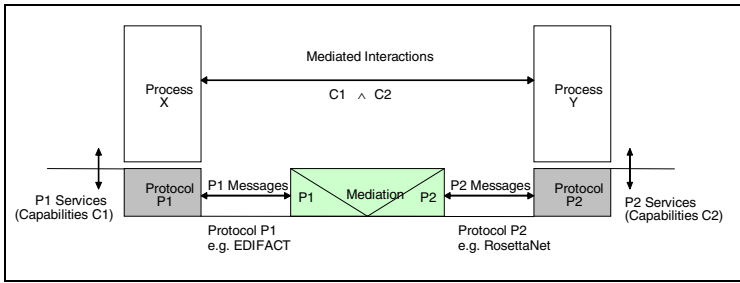 Mediated Interactions
C1 ∧ C2
Process
X
Process
Y
P1 Services
(Capabilities C1)
Protocol
P1
P1 Messages
P1
Mediation
P2
P2 Messages
Protocol
P2
P2 Services
(Capabilities C2)
Protocol P1
e.g. EDIFACT
Protocol P2
e.g. RosettaNet